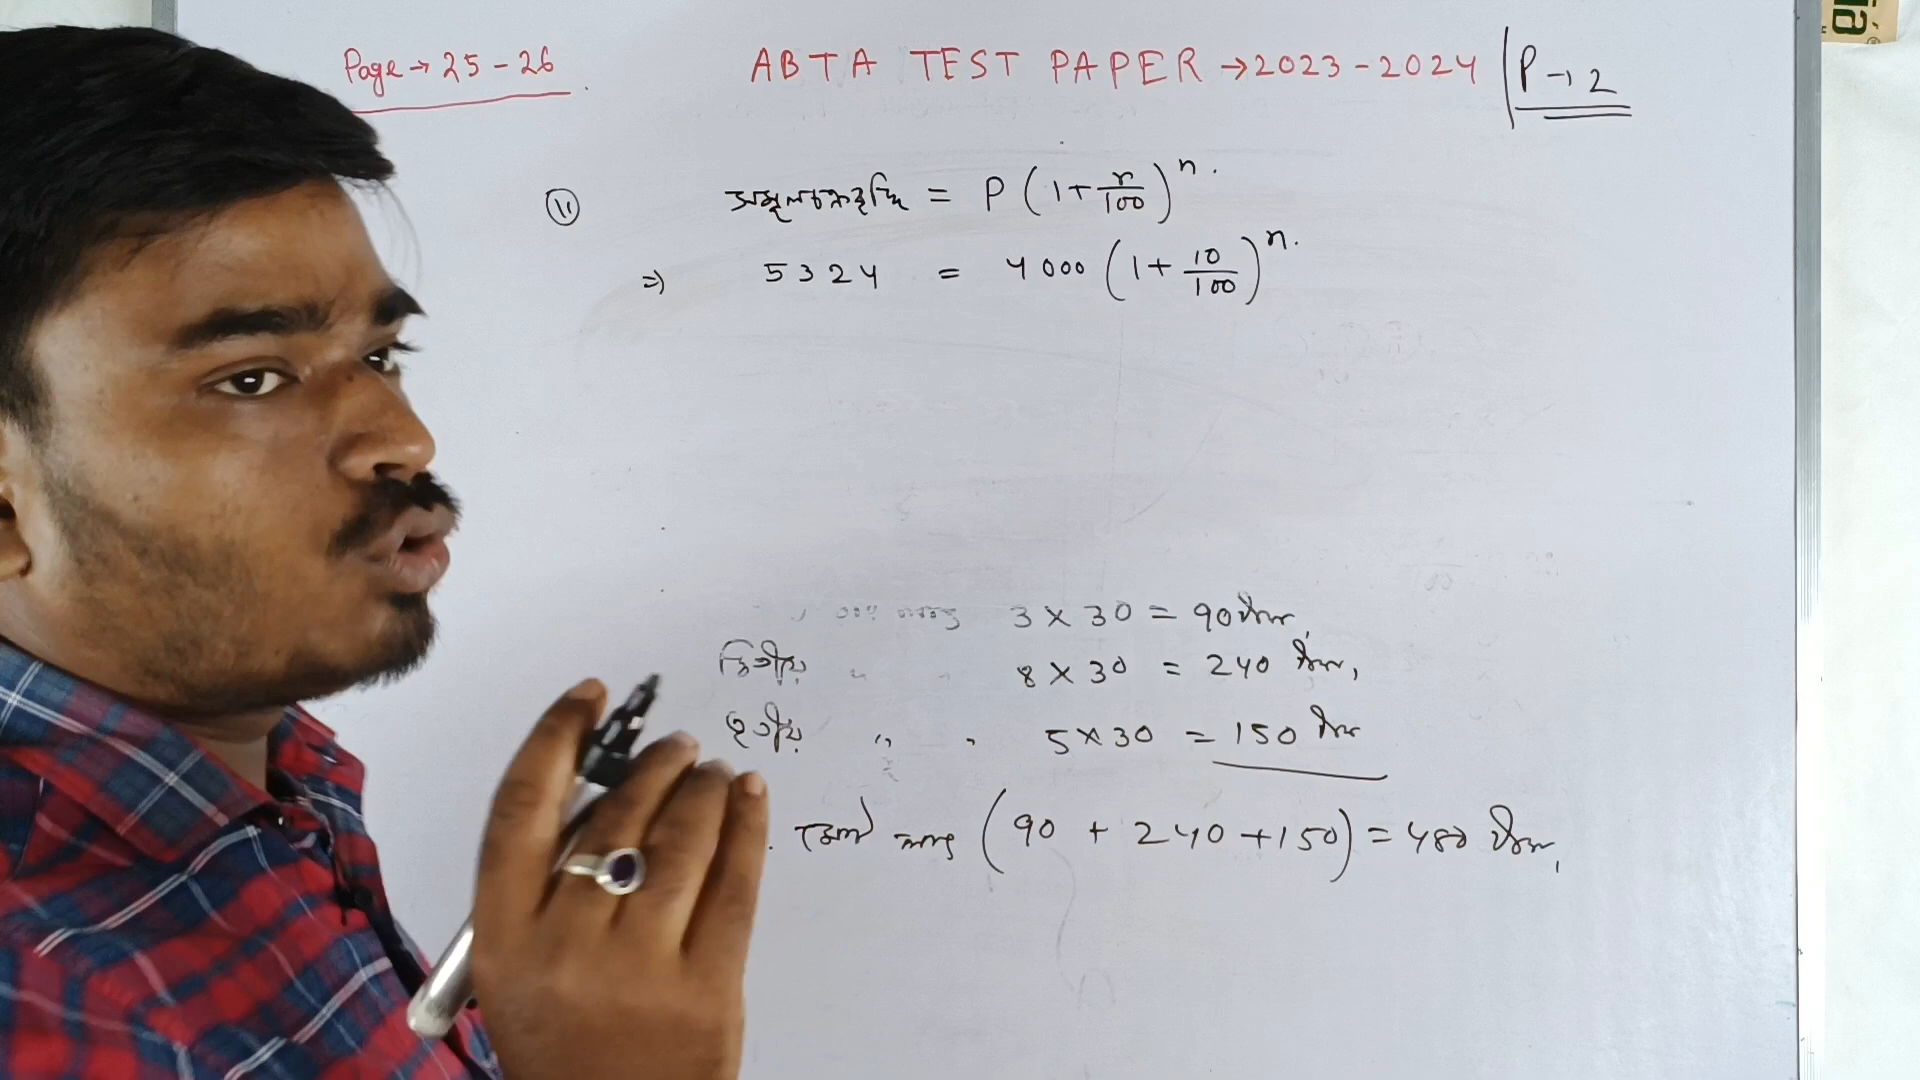 Page → 25 - 26
ABTA TEST PAPER → 2023 - 2024 | P → 2
(ii) সমূলচক্রবৃদ্ধি = P (1 + r/100)^n.
⇒ 5324 = 4000 (1 + 10/100)^n.
3 × 30 = 90 টাকা,
দ্বিতীয় " " 8 × 30 = 240 টাকা,
তৃতীয় " " 5 × 30 = 150 টাকা
(90 + 240 + 150) = 480 টাকা,